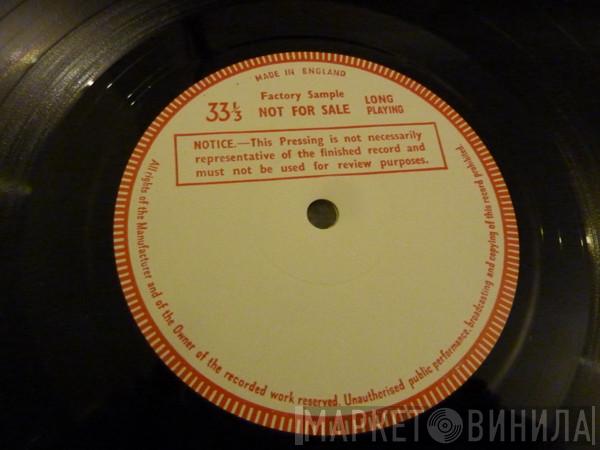 MADE IN ENGLAND
Factory Sample
33⅓ NOT FOR SALE LONG PLAYING
NOTICE.—This Pressing is not necessarily
representative of the finished record and
must not be used for review purposes.
All rights of the Manufacturer and of the Owner of the recorded work reserved. Unauthorised public performance, broadcasting and copying of this record prohibited.
МАРКЕТ ВИНИЛА